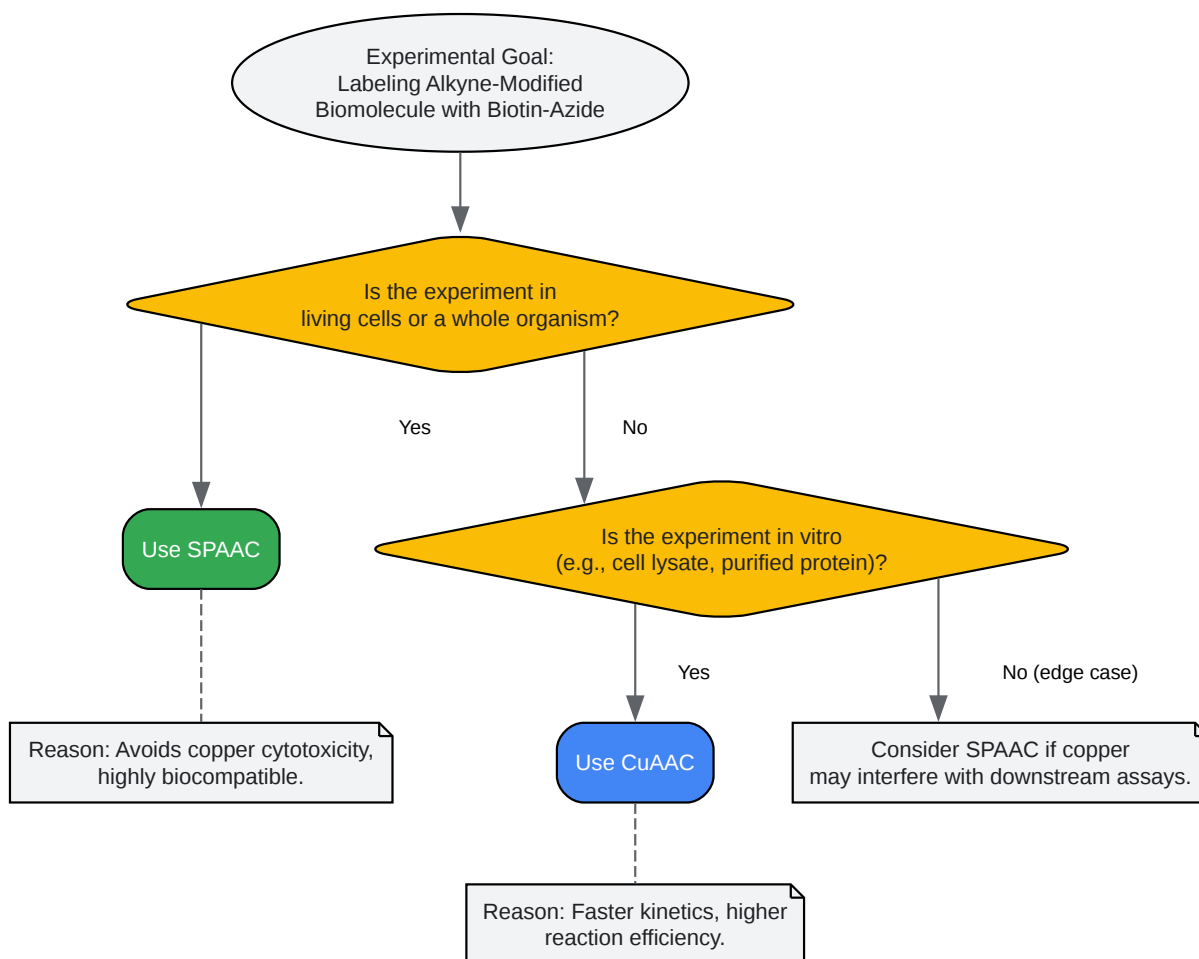 Experimental Goal:
Labeling Alkyne-Modified
Biomolecule with Biotin-Azide
Is the experiment in
living cells or a whole organism?
Yes
No
Use SPAAC
Is the experiment in vitro
(e.g., cell lysate, purified protein)?
Yes
No (edge case)
Reason: Avoids copper cytotoxicity,
highly biocompatible.
Use CuAAC
Consider SPAAC if copper
may interfere with downstream assays.
Reason: Faster kinetics, higher
reaction efficiency.